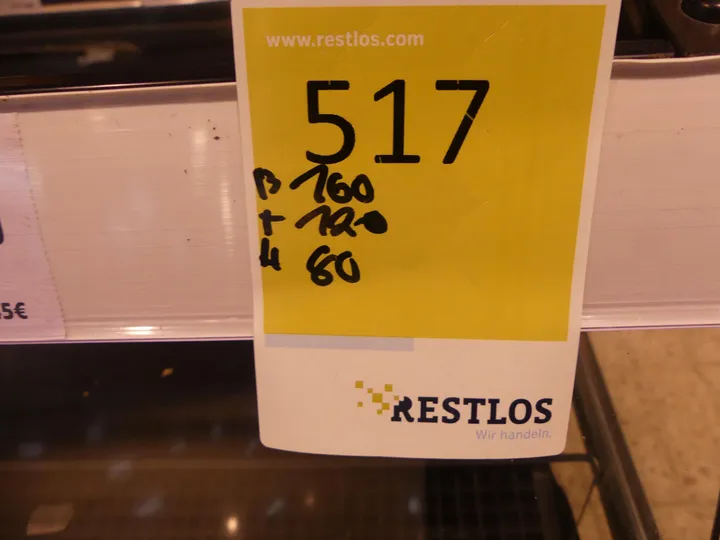 www.restlos.com
517
B 160
T 120
H 80
5€
RESTLOS
Wir handeln.